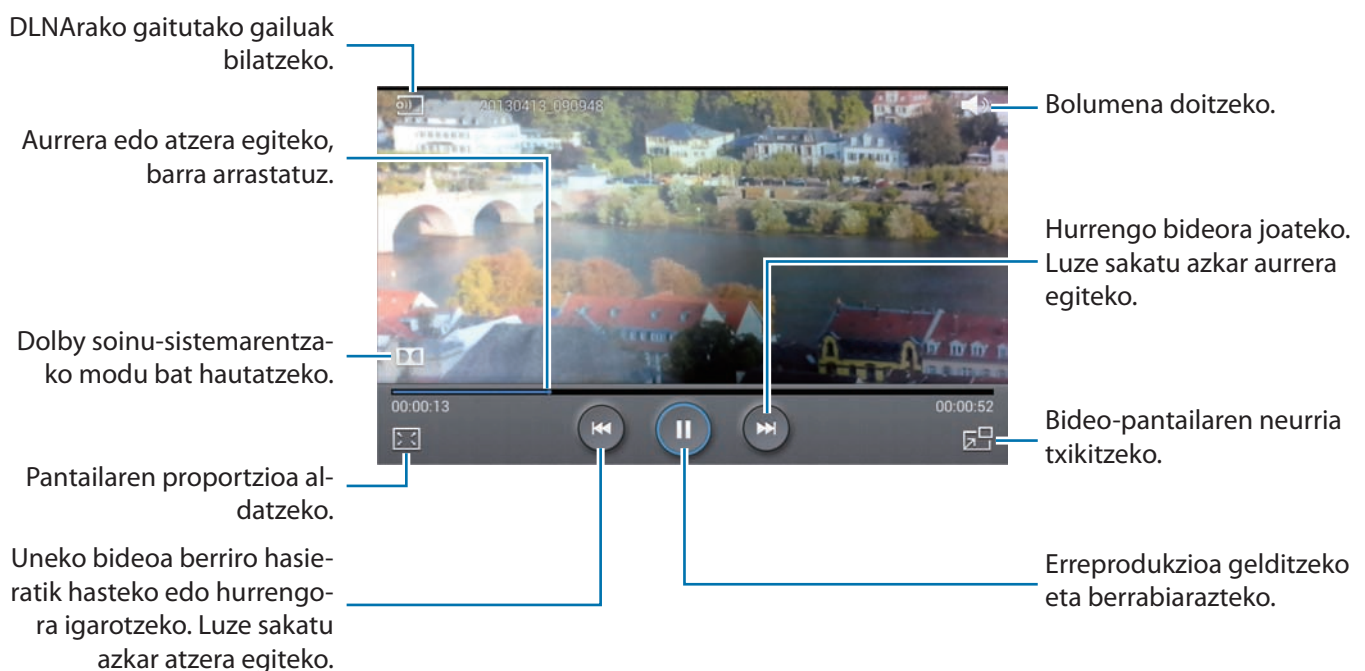 DLNArako gaitutako gailuak
bilatzeko.
Aurrera edo atzera egiteko,
barra arrastatuz.
Dolby soinu-sistemarentza-
ko modu bat hautatzeko.
Pantailaren proportzioa al-
datzeko.
Uneko bideoa berriro hasie-
ratik hasteko edo hurrengo-
ra igarotzeko. Luze sakatu
azkar atzera egiteko.
20130413_090948
00:00:13
00:00:52
Bolumena doitzeko.
Hurrengo bideora joateko.
Luze sakatu azkar aurrera
egiteko.
Bideo-pantailaren neurria
txikitzeko.
Erreprodukzioa gelditzeko
eta berrabiarazteko.